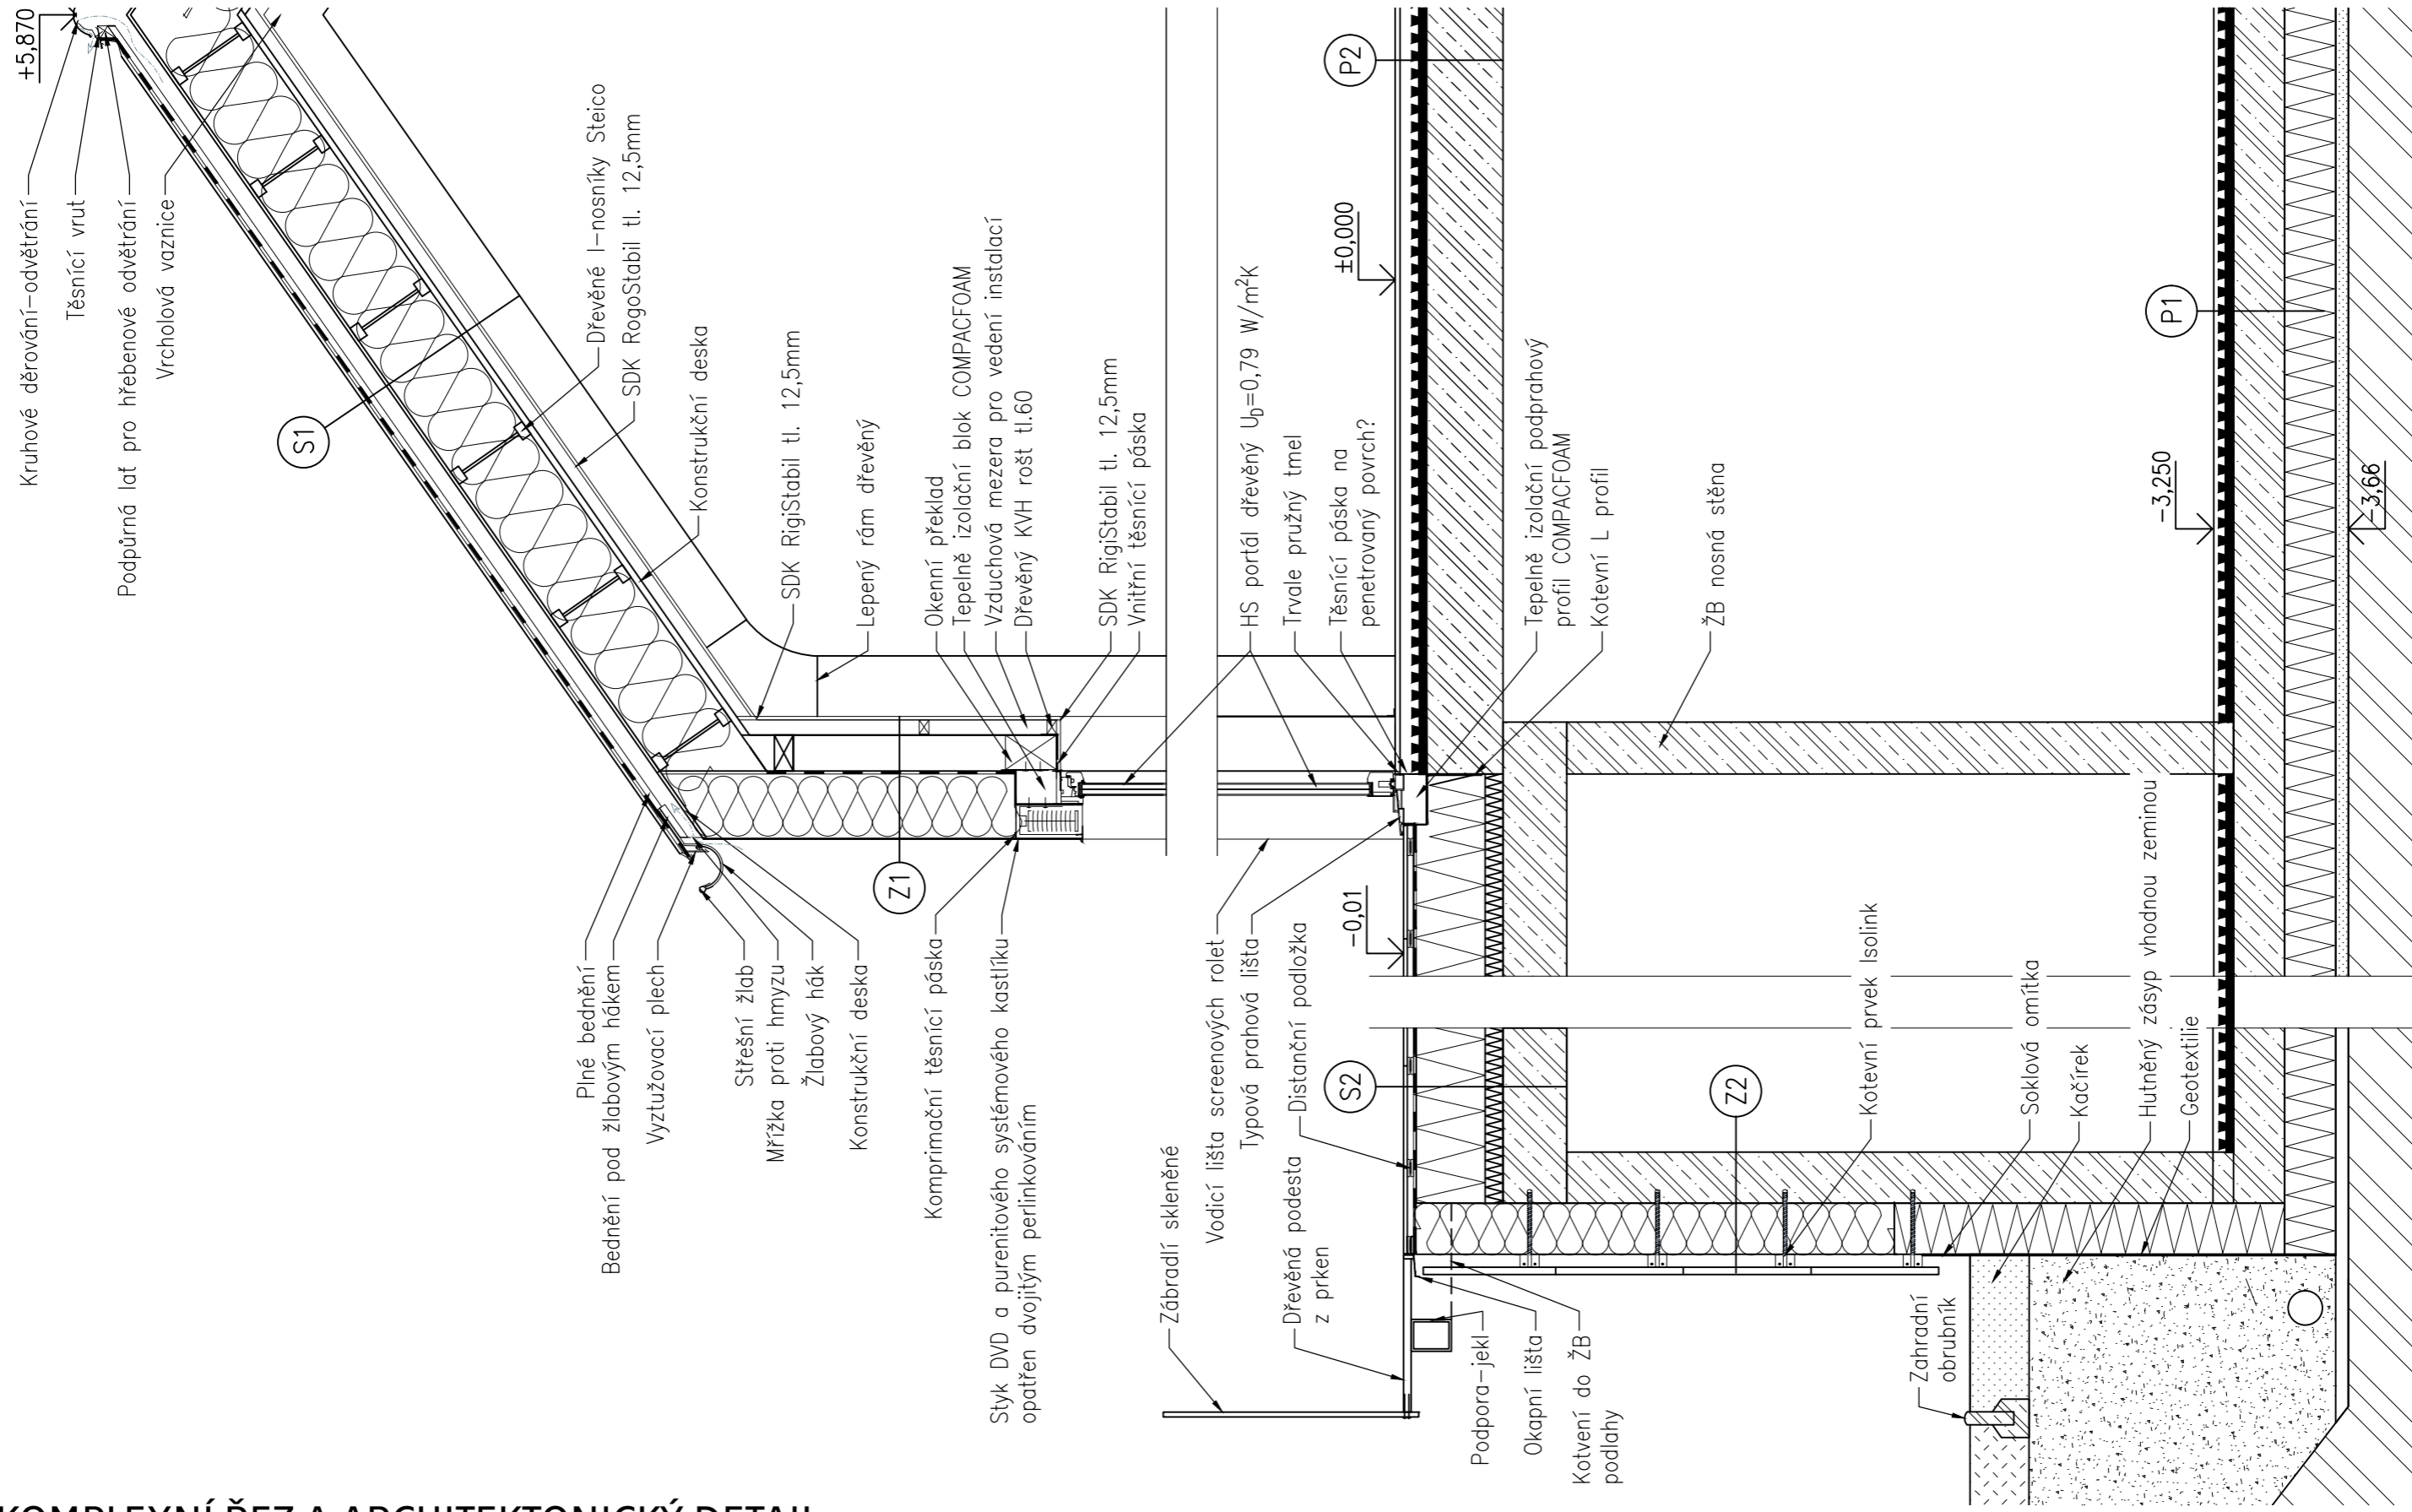 +5,870
Kruhové děrování-odvětrání
Těsnící vrut
Podpůrná lať pro hřebenové odvětrání
Vrcholová vaznice
S1
Dřevěné I-nosníky Steico
SDK RogoStabil tl. 12,5mm
Konstrukční deska
SDK RigiStabil tl. 12,5mm
Lepený rám dřevěný
Okenní překlad
Tepelně izolační blok COMPACFOAM
Vzduchová mezera pro vedení instalací
Dřevěný KVH rošt tl.60
SDK RigiStabil tl. 12,5mm
Vnitřní těsnící páska
HS portál dřevěný UD=0,79 W/m²K
Trvale pružný tmel
Těsnící páska na
penetrovaný povrch?
±0,000
P2
Tepelně izolační podprahový
profil COMPACFOAM
Kotevní L profil
ŽB nosná stěna
P1
-3,250
-3,66
Plné bednění
Bednění pod žlabovým hákem
Vyztužovací plech
Střešní žlab
Mřížka proti hmyzu
Žlabový hák
Konstrukční deska
Z1
Komprimační těsnící páska
Styk DVD a purenitového systémového kastlíku
opatřen dvojitým perlinkováním
Zábradlí skleněné
Vodicí lišta screenových rolet
Typová prahová lišta
Distanční podložka
Dřevěná podesta
z prken
-0,01
S2
Podpora-jekl
Okapní lišta
Kotvení do ŽB
podlahy
Z2
Kotevní prvek Isolink
Zahradní
obrubník
Soklová omítka
Kačírek
Hutněný zásyp vhodnou zeminou
Geotextilie
KOMPLEXNÍ ŘEZ A ARCHITEKTONICKÝ DETAIL